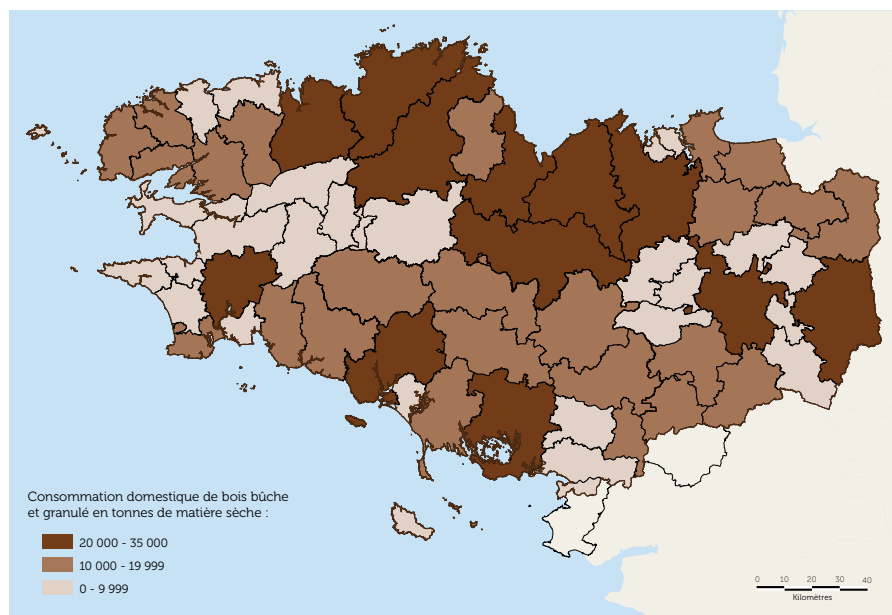 Consommation domestique de bois bûche
et granulé en tonnes de matière sèche :
20 000 - 35 000
10 000 - 19 999
0 - 9 999
0 10 20 30 40
Kilomètres